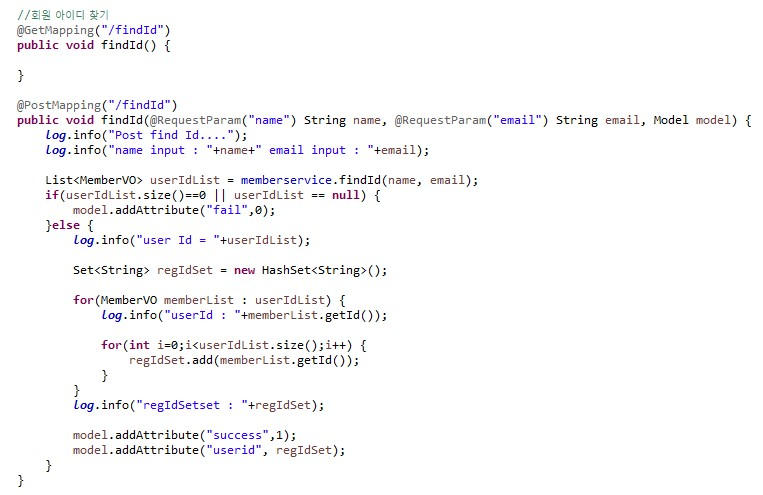 //회원 아이디 찾기
@GetMapping("/findId")
public void findId() {

}

@PostMapping("/findId")
public void findId(@RequestParam("name") String name, @RequestParam("email") String email, Model model) {
    log.info("Post find Id....");
    log.info("name input : "+name+" email input : "+email);

    List<MemberVO> userIdList = memberservice.findId(name, email);
    if(userIdList.size()==0 || userIdList == null) {
        model.addAttribute("fail",0);
    }else {
        log.info("user Id = "+userIdList);

        Set<String> regIdSet = new HashSet<String>();

        for(MemberVO memberList : userIdList) {
            log.info("userId : "+memberList.getId());

            for(int i=0;i<userIdList.size();i++) {
                regIdSet.add(memberList.getId());
            }
        }
        log.info("regIdSetset : "+regIdSet);

        model.addAttribute("success",1);
        model.addAttribute("userid", regIdSet);
    }
}